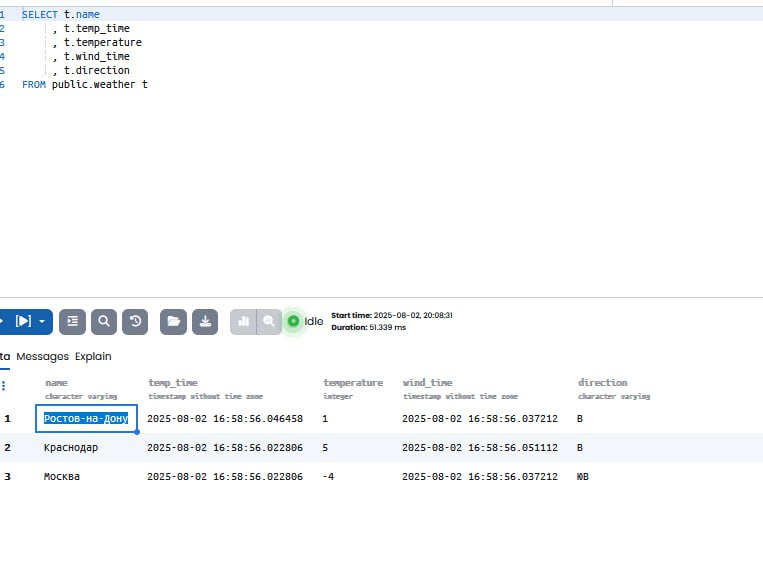 1 SELECT t.name
2 , t.temp_time
3 , t.temperature
4 , t.wind_time
5 , t.direction
6 FROM public.weather t
Idle Start time: 2025-08-02, 20:08:31
Duration: 51.339 ms
ta Messages Explain
name temp_time temperature wind_time direction
character varying timestamp without time zone integer timestamp without time zone character varying
1 Ростов-на-Дону 2025-08-02 16:58:56.046458 1 2025-08-02 16:58:56.037212 В
2 Краснодар 2025-08-02 16:58:56.022806 5 2025-08-02 16:58:56.051112 В
3 Москва 2025-08-02 16:58:56.022806 -4 2025-08-02 16:58:56.037212 ЮВ